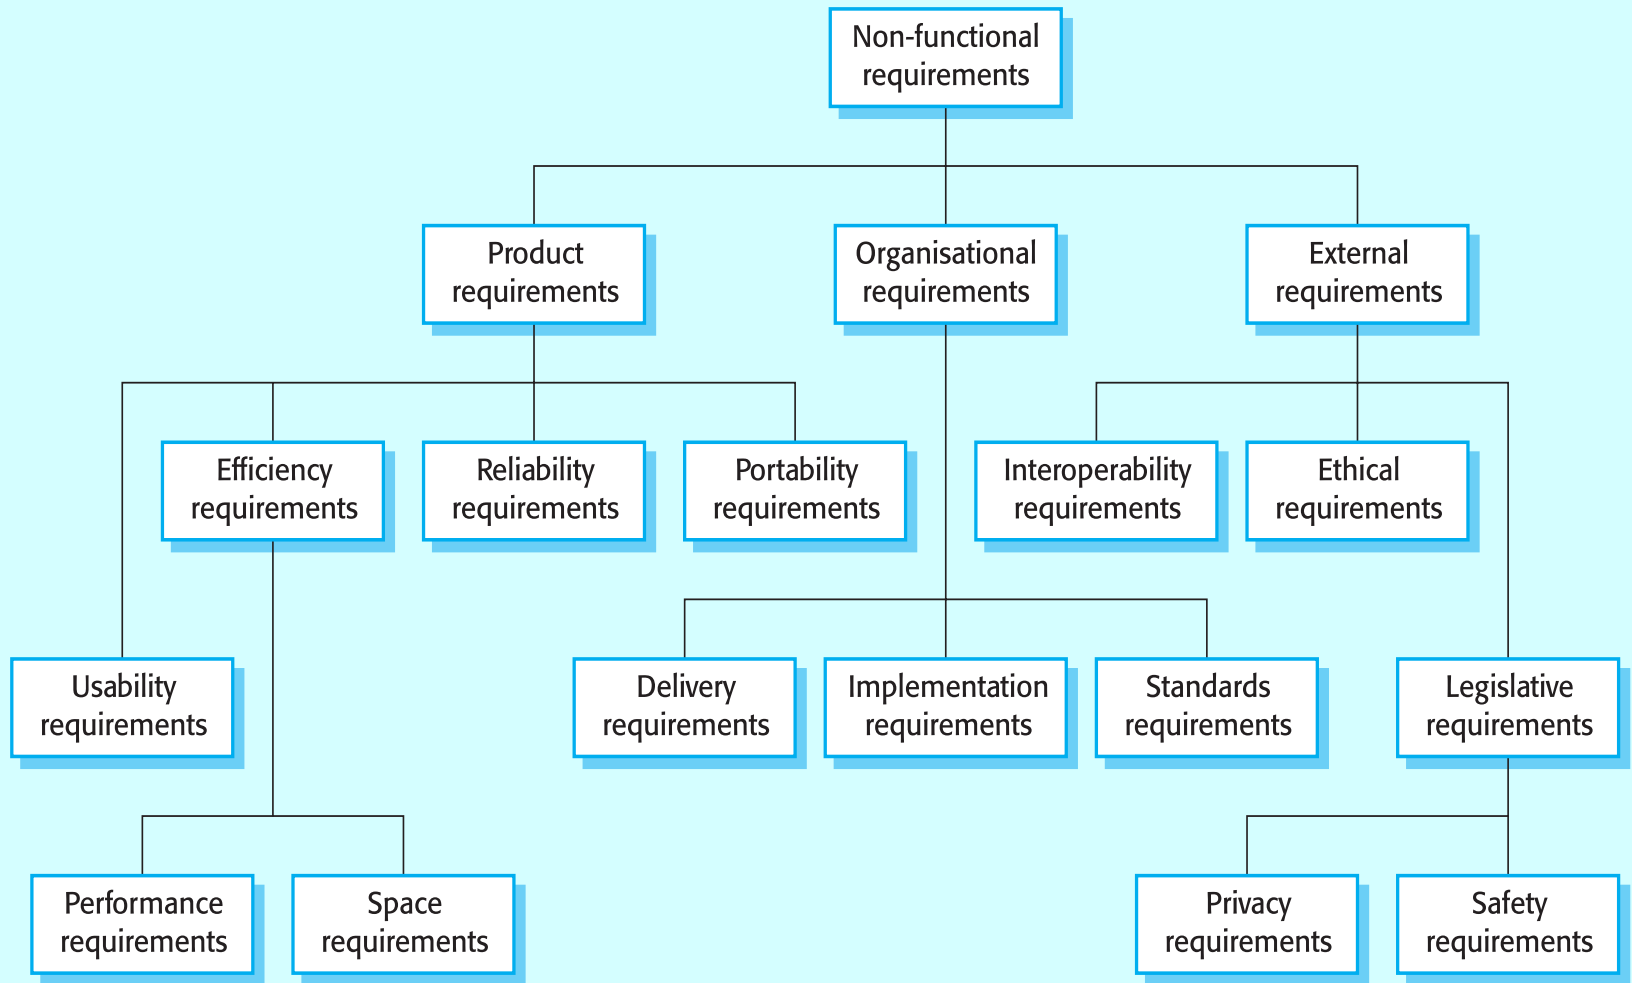 Non-functional
requirements
Product
requirements
Organisational
requirements
External
requirements
Efficiency
requirements
Reliability
requirements
Portability
requirements
Interoperability
requirements
Ethical
requirements
Usability
requirements
Delivery
requirements
Implementation
requirements
Standards
requirements
Legislative
requirements
Performance
requirements
Space
requirements
Privacy
requirements
Safety
requirements